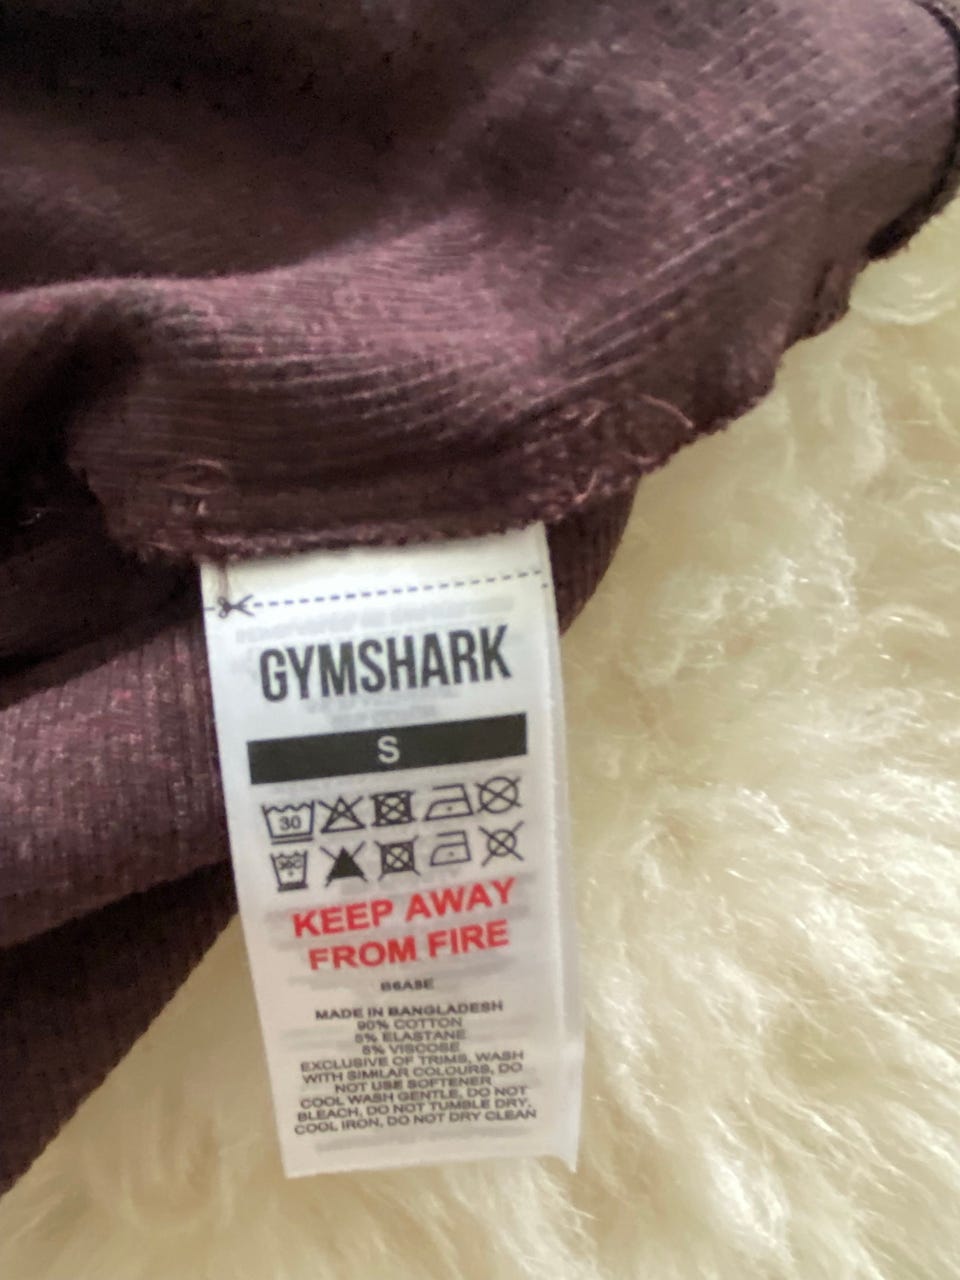 GYMSHARK
S
30
KEEP AWAY
FROM FIRE
B6A8E
MADE IN BANGLADESH
90% COTTON
5% ELASTANE
5% VISCOSE
EXCLUSIVE OF TRIMS, WASH
WITH SIMILAR COLOURS, DO
NOT USE SOFTENER
COOL WASH GENTLE, DO NOT
BLEACH, DO NOT TUMBLE DRY,
COOL IRON, DO NOT DRY CLEAN